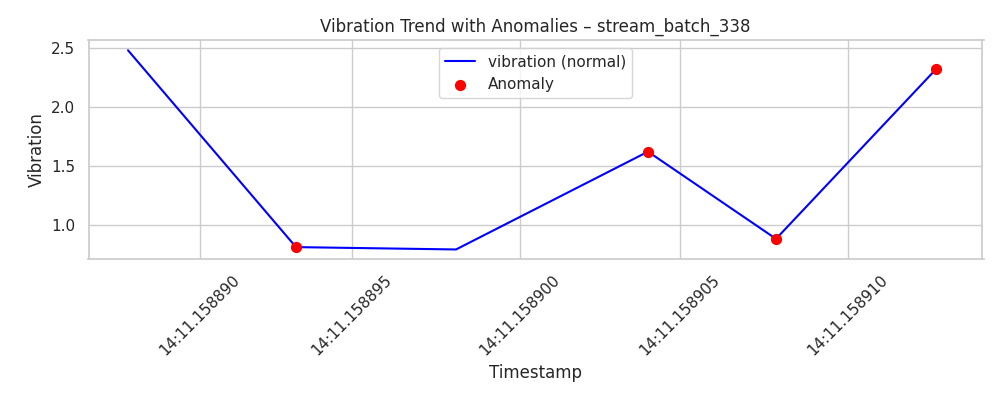 Vibration Trend with Anomalies – stream_batch_338
vibration (normal)
Anomaly
Vibration
2.5
2.0
1.5
1.0
14:11.158890
14:11.158895
14:11.158900
14:11.158905
14:11.158910
Timestamp